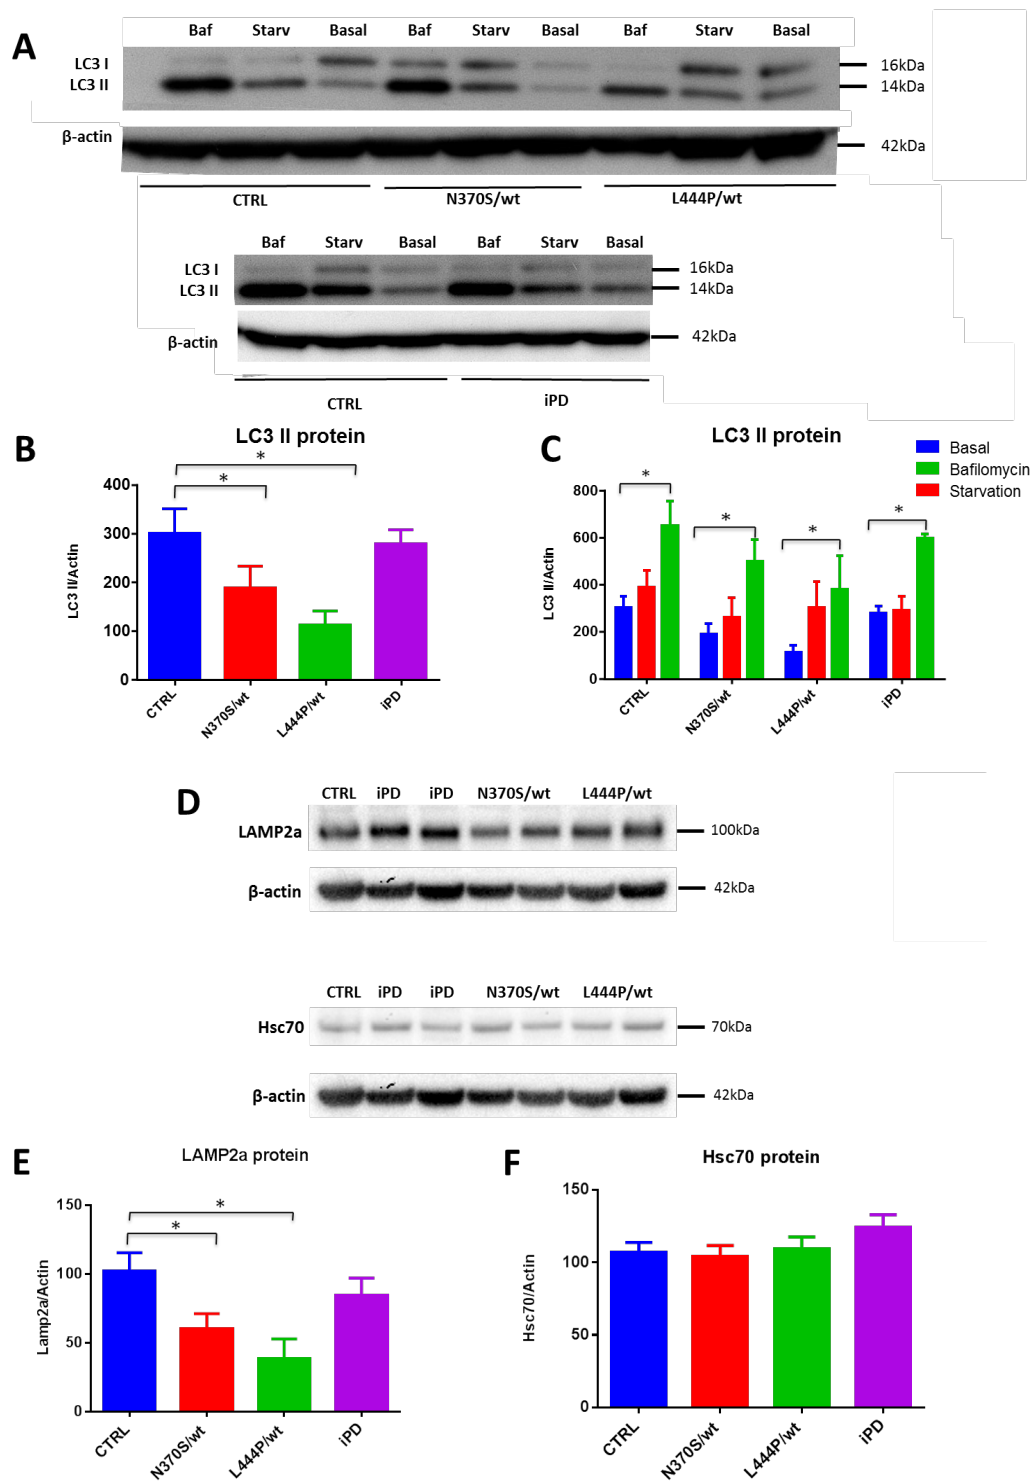 A
Baf Starv Basal Baf Starv Basal Baf Starv Basal
LC3 I
16kDa
LC3 II
14kDa
β-actin
42kDa
CTRL N370S/wt L444P/wt
Baf Starv Basal Baf Starv Basal
LC3 I
16kDa
LC3 II
14kDa
β-actin
42kDa
CTRL iPD
B
LC3 II protein
*
*
400
300
200
100
0
LC3 II/Actin
CTRL N370S/wt L444P/wt iPD
C
LC3 II protein
Basal
Bafilomycin
Starvation
*
*
*
*
800
600
400
200
0
LC3 II/Actin
CTRL N370S/wt L444P/wt iPD
D
CTRL iPD iPD N370S/wt L444P/wt
LAMP2a
100kDa
β-actin
42kDa
CTRL iPD iPD N370S/wt L444P/wt
Hsc70
70kDa
β-actin
42kDa
E
LAMP2a protein
*
*
150
100
50
0
Lamp2a/Actin
CTRL N370S/wt L444P/wt iPD
F
Hsc70 protein
150
100
50
0
Hsc70/Actin
CTRL N370S/wt L444P/wt iPD